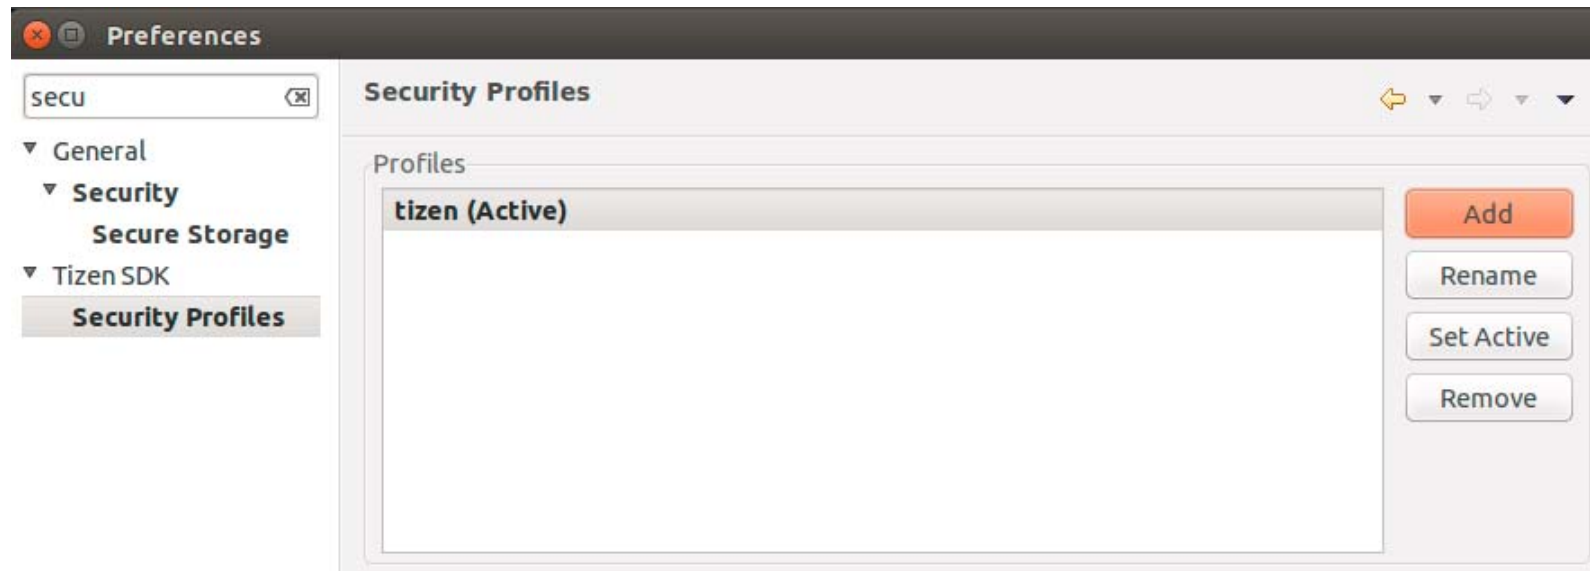 Preferences
secu
General
Security
Secure Storage
Tizen SDK
Security Profiles
Security Profiles
Profiles
tizen (Active)
Add
Rename
Set Active
Remove